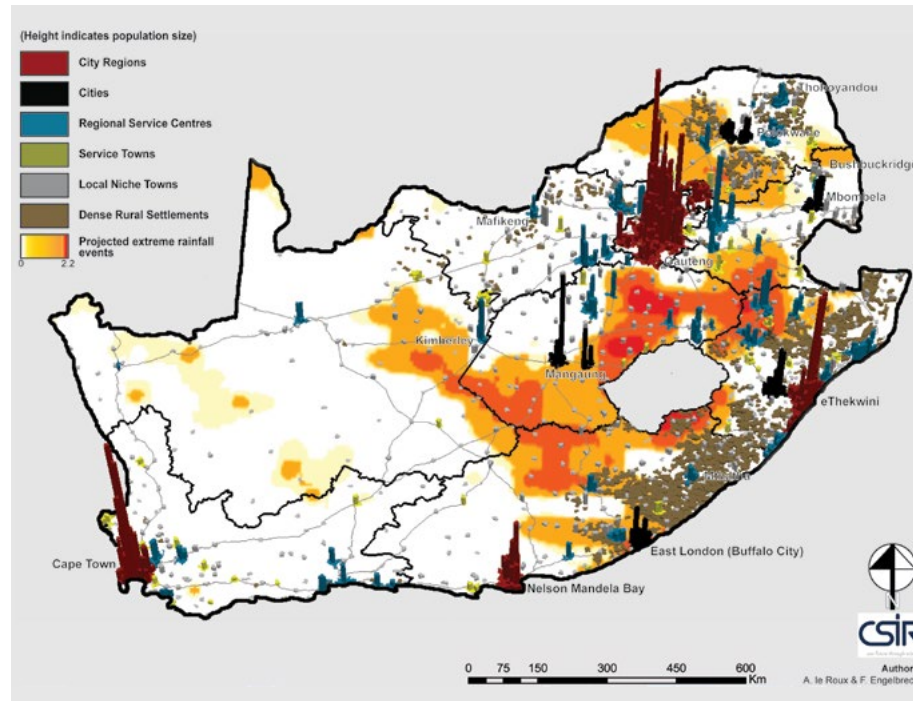 (Height indicates population size)
City Regions
Cities
Regional Service Centres
Service Towns
Local Niche Towns
Dense Rural Settlements
Projected extreme rainfall
events
0
2.2
Thohoyandou
Polokwane
Bushbuckridge
Mbombela
Mafikeng
Gauteng
Kimberley
Mangaung
eThekwini
East London (Buffalo City)
Cape Town
Nelson Mandela Bay
N
CSIR
Author
A. le Roux & F. Engelbrec
0 75 150 300 450 600
Km